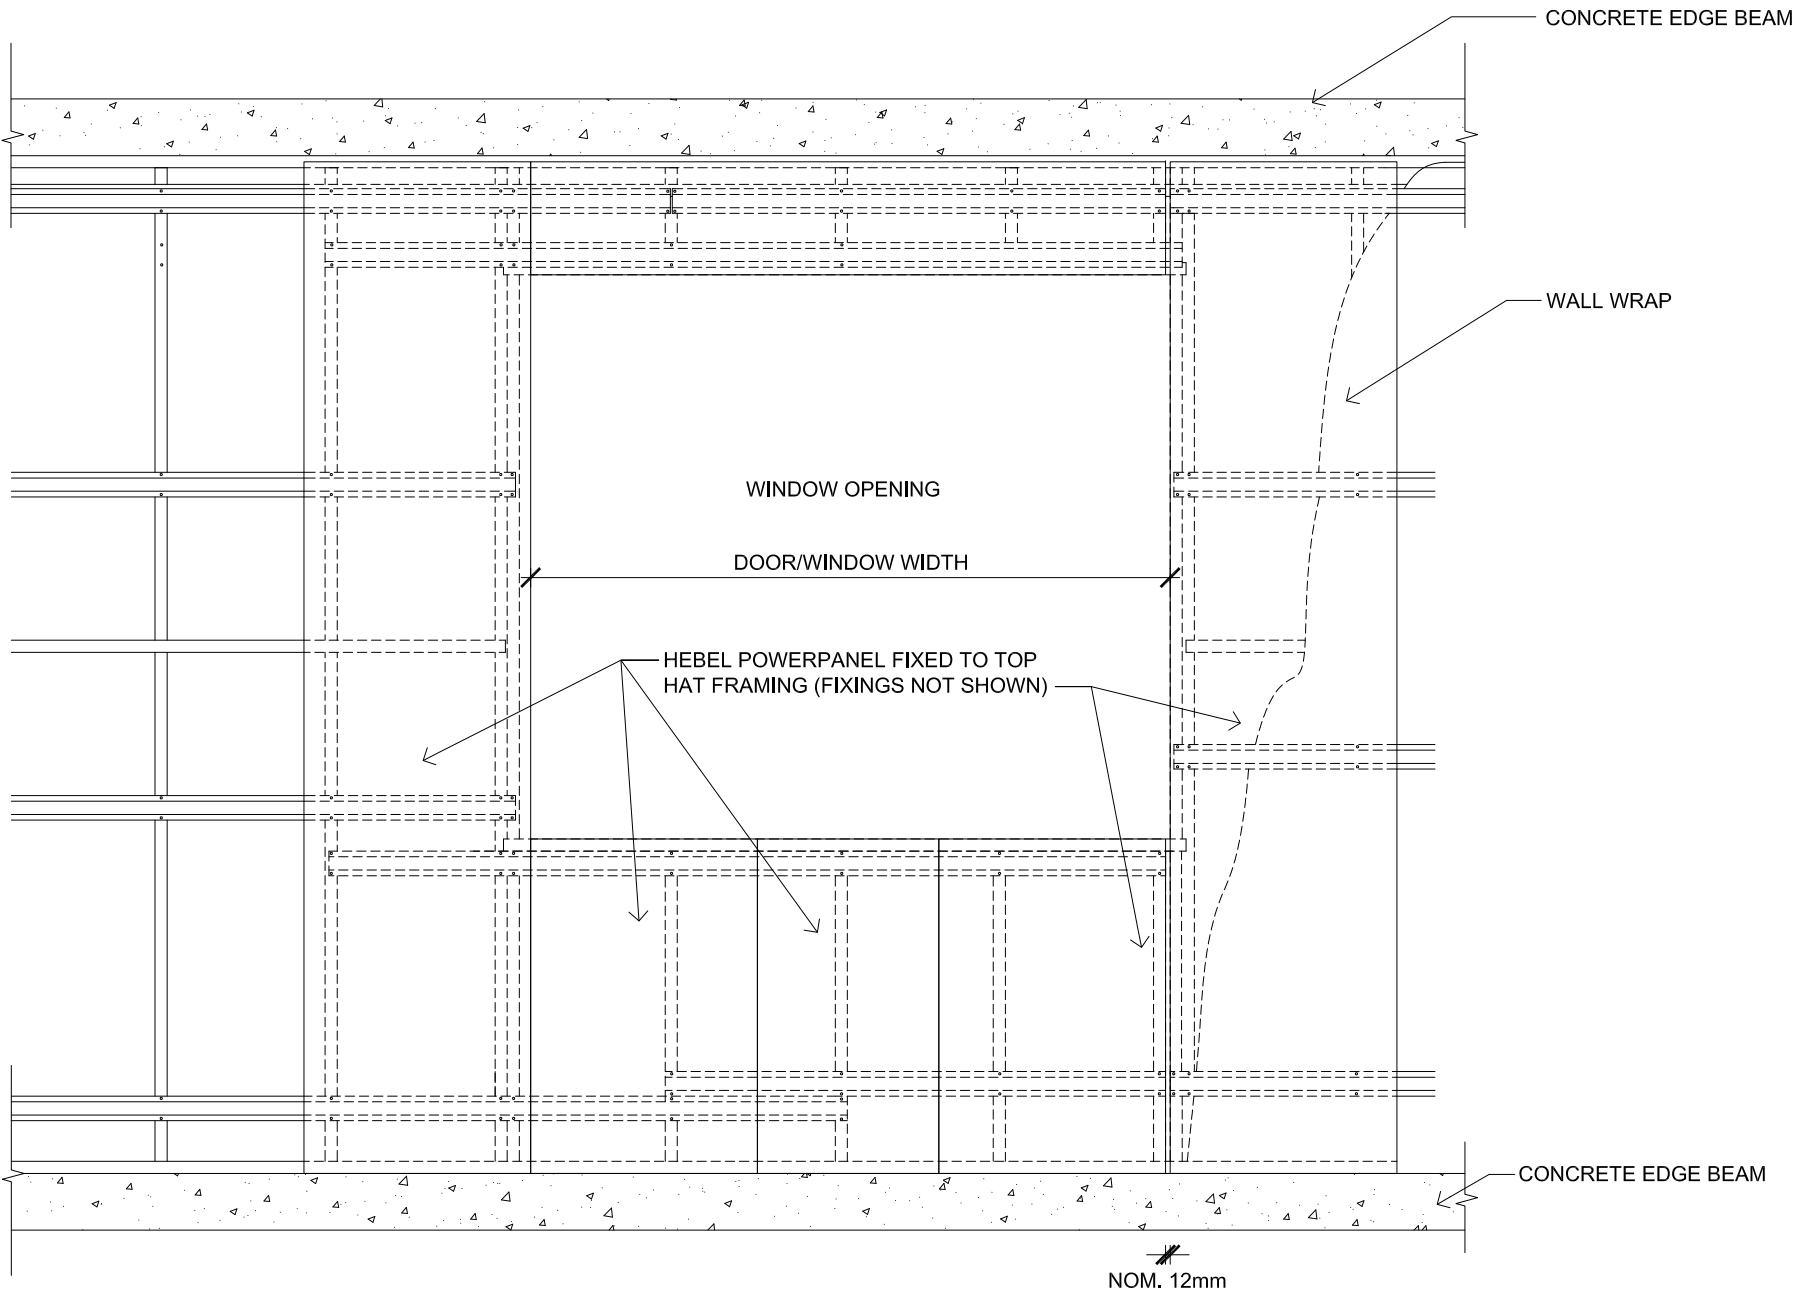 CONCRETE EDGE BEAM
WALL WRAP
WINDOW OPENING
DOOR/WINDOW WIDTH
HEBEL POWERPANEL FIXED TO TOP
HAT FRAMING (FIXINGS NOT SHOWN)
CONCRETE EDGE BEAM
NOM. 12mm